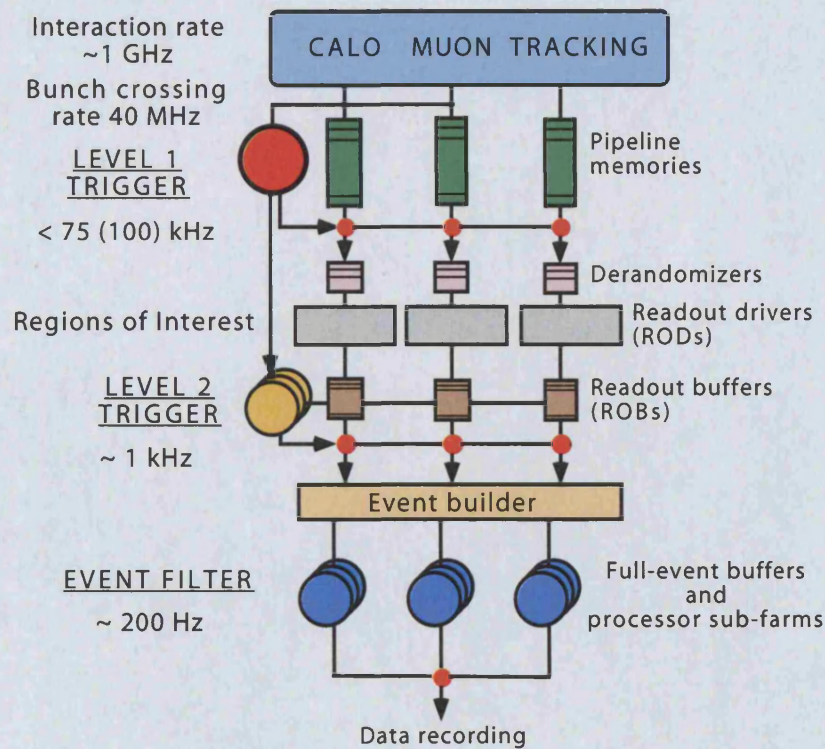 Interaction rate
~1 GHz
CALO MUON TRACKING
Bunch crossing
rate 40 MHz
LEVEL 1
TRIGGER
< 75 (100) kHz
Pipeline
memories
Derandomizers
Regions of Interest
Readout drivers
(RODs)
LEVEL 2
TRIGGER
~ 1 kHz
Readout buffers
(ROBs)
Event builder
EVENT FILTER
~ 200 Hz
Full-event buffers
and
processor sub-farms
Data recording